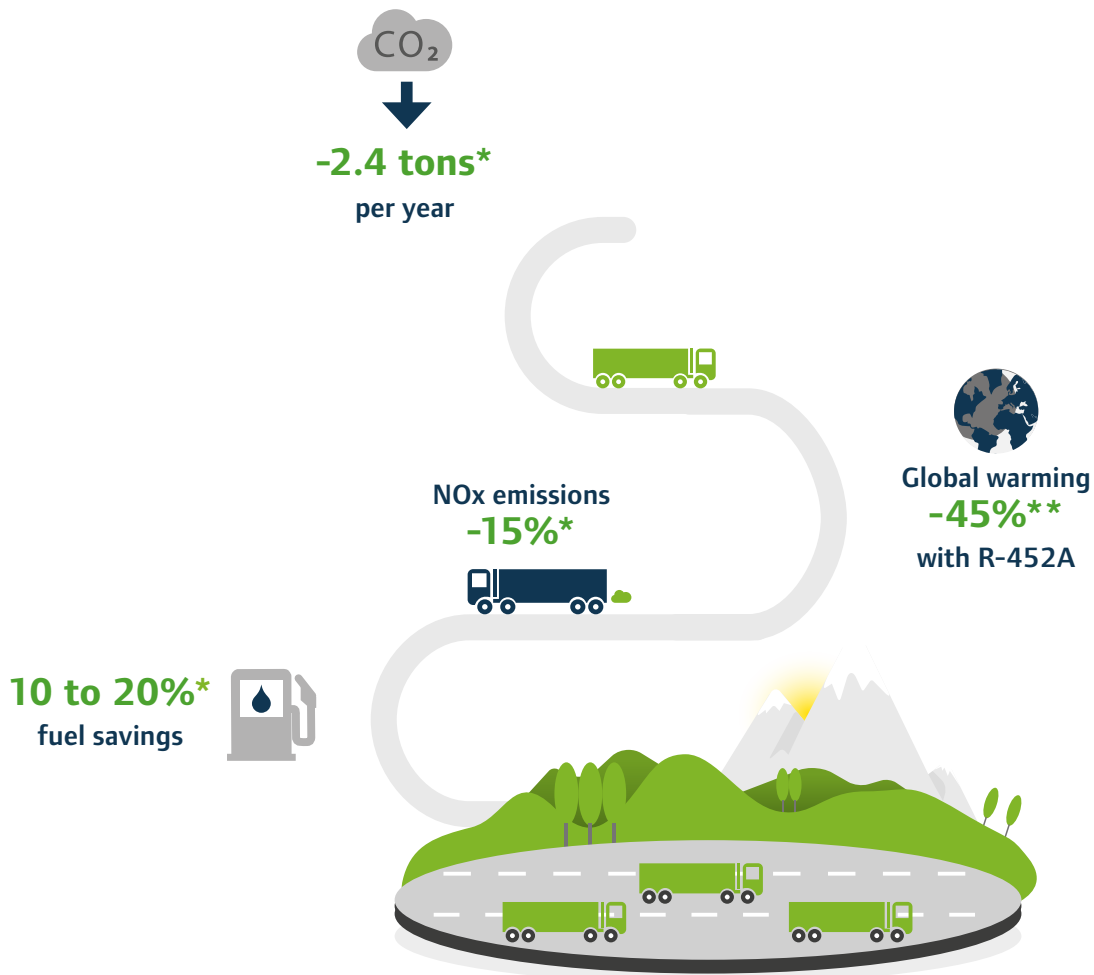 CO₂
-2.4 tons*
per year
NOx emissions
-15%*
Global warming
-45%**
with R-452A
10 to 20%*
fuel savings